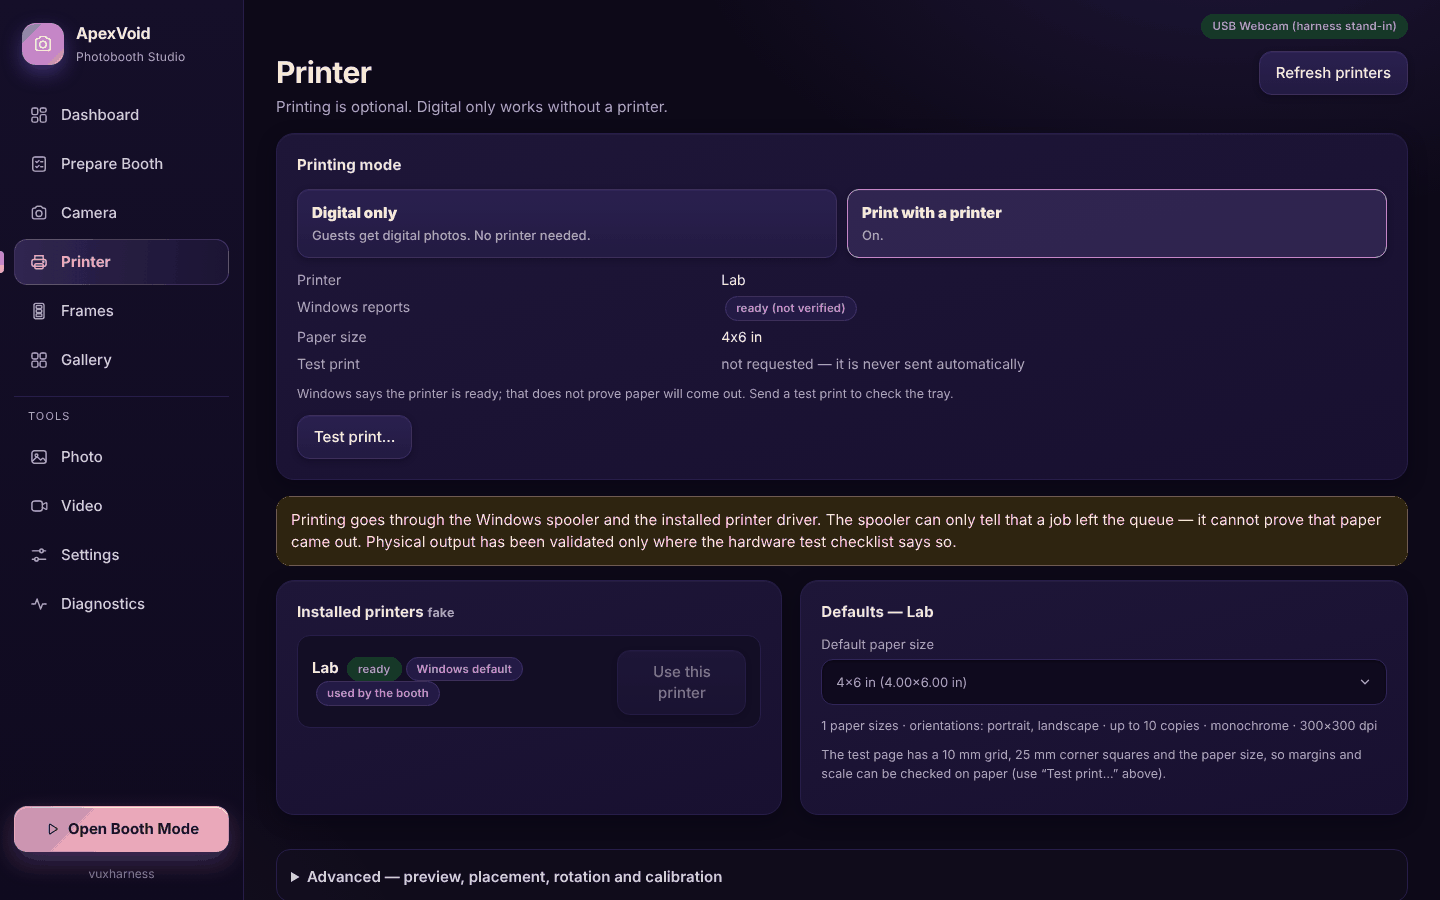 ApexVoid
Photobooth Studio
Dashboard
Prepare Booth
Camera
Printer
Frames
Gallery
TOOLS
Photo
Video
Settings
Diagnostics
Open Booth Mode
vuxharness
USB Webcam (harness stand-in)
Printer
Refresh printers
Printing is optional. Digital only works without a printer.
Printing mode
Digital only
Guests get digital photos. No printer needed.
Print with a printer
On.
Printer Lab
Windows reports ready (not verified)
Paper size 4x6 in
Test print not requested — it is never sent automatically
Windows says the printer is ready; that does not prove paper will come out. Send a test print to check the tray.
Test print...
Printing goes through the Windows spooler and the installed printer driver. The spooler can only tell that a job left the queue — it cannot prove that paper
came out. Physical output has been validated only where the hardware test checklist says so.
Installed printers fake
Lab ready Windows default
used by the booth
Use this
printer
Defaults — Lab
Default paper size
4×6 in (4.00×6.00 in)
1 paper sizes · orientations: portrait, landscape · up to 10 copies · monochrome · 300×300 dpi
The test page has a 10 mm grid, 25 mm corner squares and the paper size, so margins and
scale can be checked on paper (use “Test print...” above).
Advanced — preview, placement, rotation and calibration